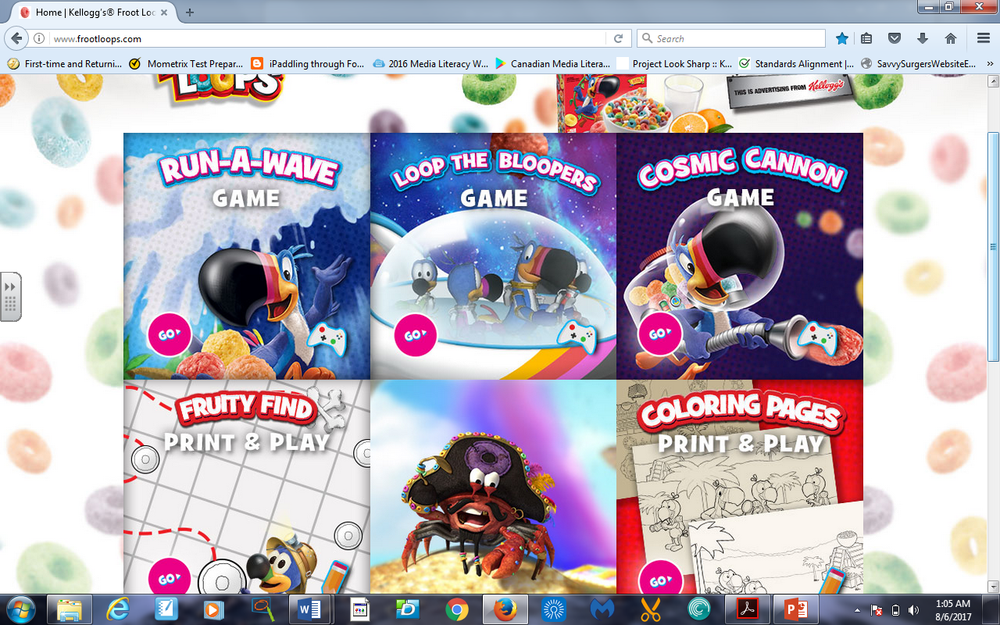 Home | Kellogg's® Froot Loo
www.frootloops.com
Search
First-time and Returni...
Mometrix Test Prepar...
iPaddling through Fo...
2016 Media Literacy W...
Canadian Media Litera...
Project Look Sharp :: K...
Standards Alignment |...
SavvySurgersWebsiteE...
LOOPS
THIS IS ADVERTISING FROM Kellogg's
RUN-A-WAVE
GAME
GO
LOOP THE BLOOPERS
GAME
GO
COSMIC CANNON
GAME
GO
FRUITY FIND
PRINT & PLAY
GO
COLORING PAGES
PRINT & PLAY
GO
1:05 AM
8/6/2017